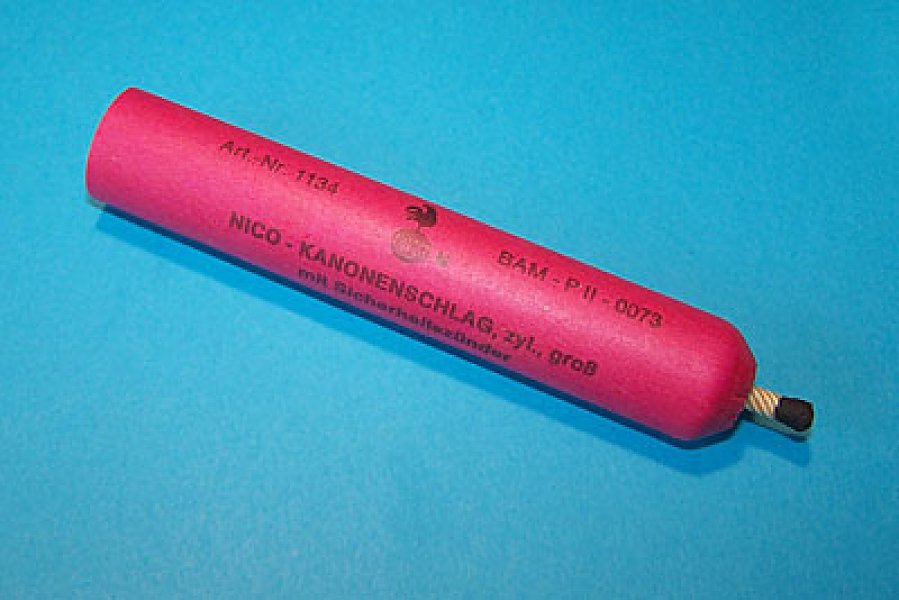 Art.-Nr. 1134
BAM - P II - 0073
NICO - KANONENSCHLAG, zyl., groß
mit Sicherheitszünder